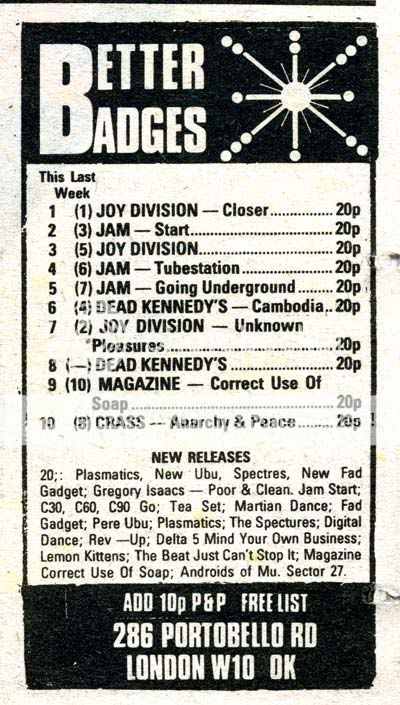 BETTER
BADGES
This Last
Week
1 (1) JOY DIVISION — Closer................ 20p
2 (3) JAM — Start................................. 20p
3 (5) JOY DIVISION............................... 20p
4 (6) JAM — Tubestation...................... 20p
5 (7) JAM — Going Underground......... 20p
6 (4) DEAD KENNEDY'S — Cambodia.. 20p
7 (2) JOY DIVISION — Unknown
Pleasures........................................ 20p
8 (—) DEAD KENNEDY'S ....................... 20p
9 (10) MAGAZINE — Correct Use Of
Soap............................................... 20p
10 (8) CRASS — Anarchy & Peace ........ 20p
NEW RELEASES
20;: Plasmatics, New Ubu, Spectres, New Fad
Gadget; Gregory Isaacs — Poor & Clean. Jam Start;
C30, C60, C90 Go; Tea Set; Martian Dance; Fad
Gadget; Pere Ubu; Plasmatics; The Spectures; Digital
Dance; Rev —Up; Delta 5 Mind Your Own Business;
Lemon Kittens; The Beat Just Can't Stop It; Magazine
Correct Use Of Soap; Androids of Mu. Sector 27.
ADD 10p P&P FREE LIST
286 PORTOBELLO RD
LONDON W10 OK